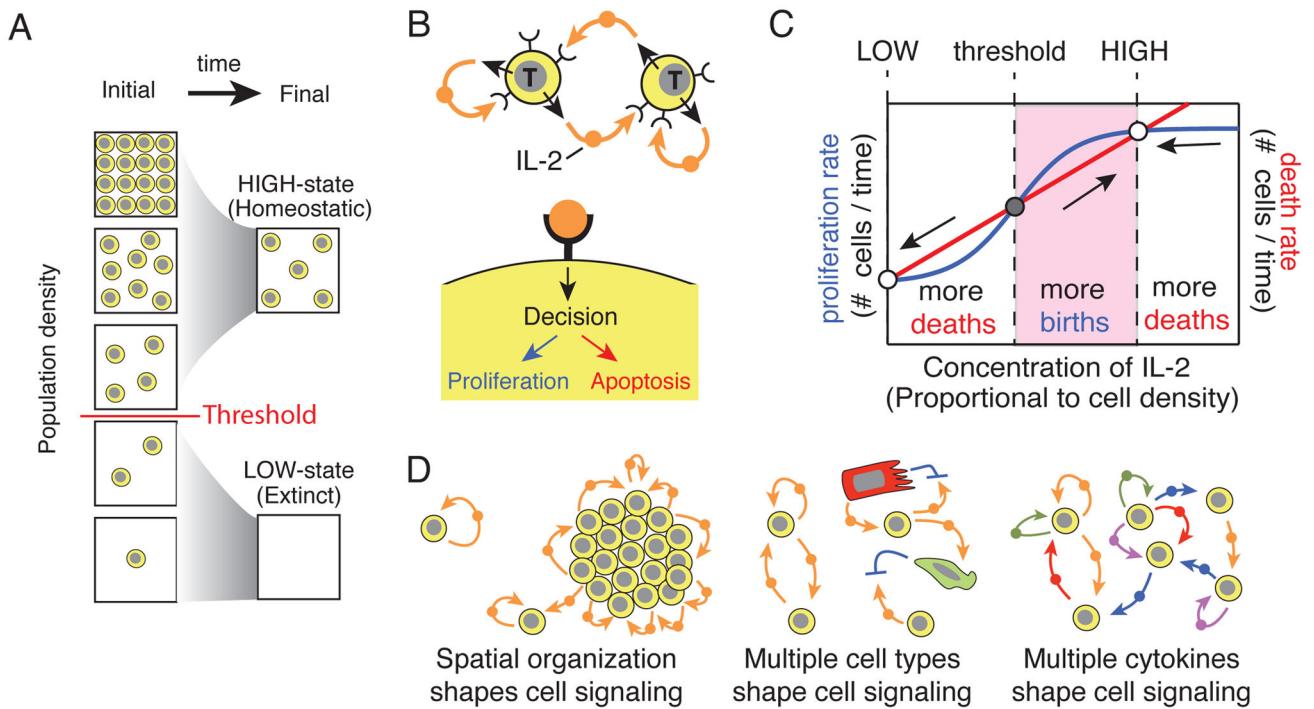 A
time
Initial
Final
Population density
HIGH-state
(Homeostatic)
Threshold
LOW-state
(Extinct)
B
T
T
IL-2
Decision
Proliferation
Apoptosis
C
LOW
threshold
HIGH
proliferation rate
(# cells / time)
more
deaths
more
births
more
deaths
death rate
(# cells / time)
Concentration of IL-2
(Proportional to cell density)
D
Spatial organization
shapes cell signaling
Multiple cell types
shape cell signaling
Multiple cytokines
shape cell signaling